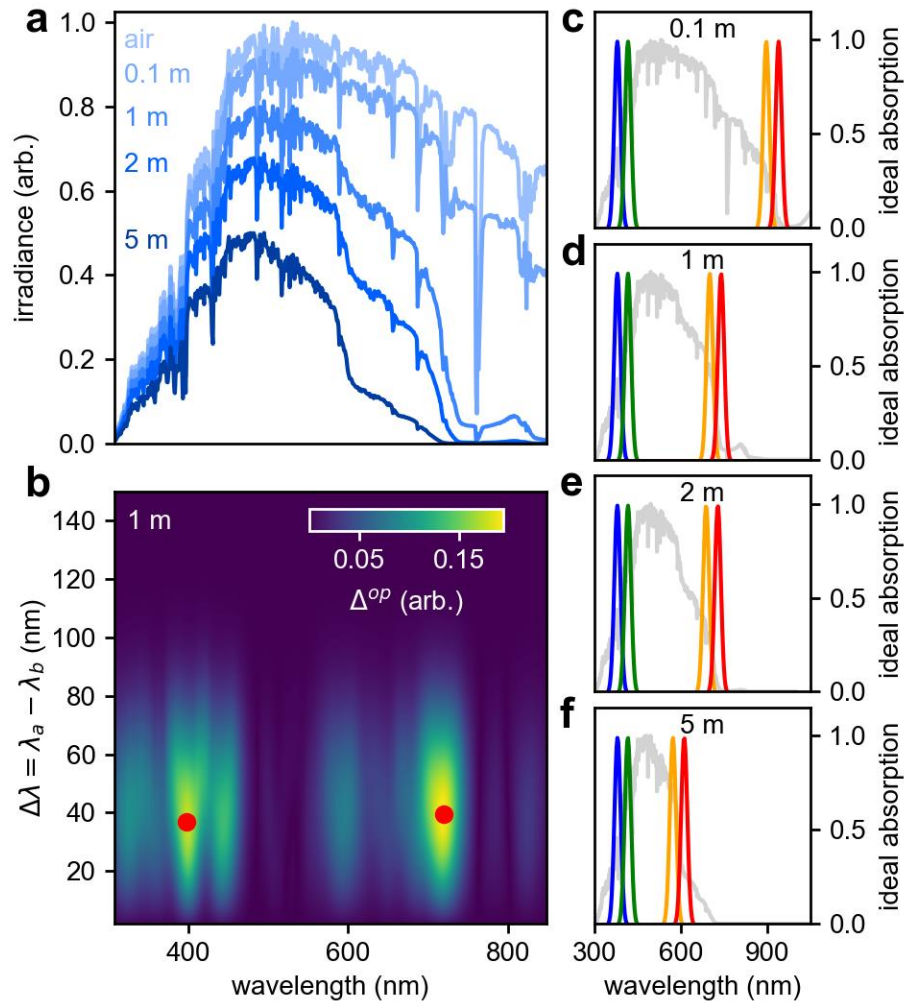 a
1.0
0.8
0.6
0.4
0.2
0.0
irradiance (arb.)
air
0.1 m
1 m
2 m
5 m
b
1 m
0.05 0.15
Δ^op (arb.)
140
120
100
80
60
40
20
Δλ = λ_a − λ_b (nm)
400 600 800
wavelength (nm)
c
0.1 m
1.0
0.5
0.0
ideal absorption
d
1 m
1.0
0.5
0.0
ideal absorption
e
2 m
1.0
0.5
0.0
ideal absorption
f
5 m
1.0
0.5
0.0
ideal absorption
300 600 900
wavelength (nm)